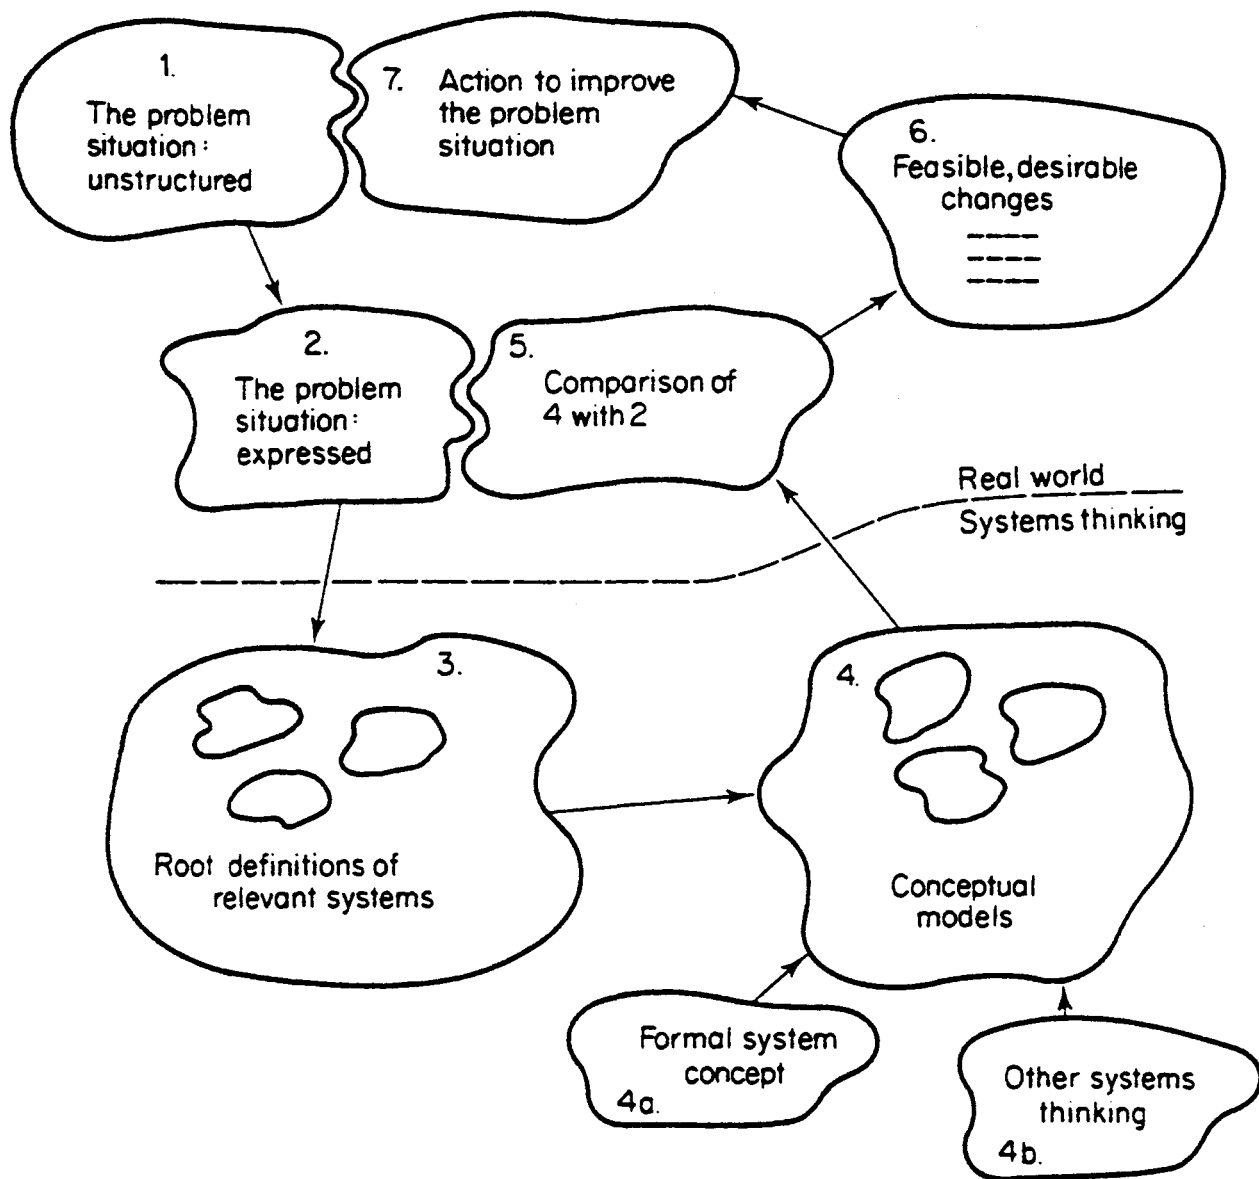 1.
The problem
situation:
unstructured
7. Action to improve
the problem
situation
6.
Feasible, desirable
changes
2.
The problem
situation:
expressed
5.
Comparison of
4 with 2
Real world
Systems thinking
3.
Root definitions of
relevant systems
4.
Conceptual
models
Formal system
concept
4a.
Other systems
thinking
4b.